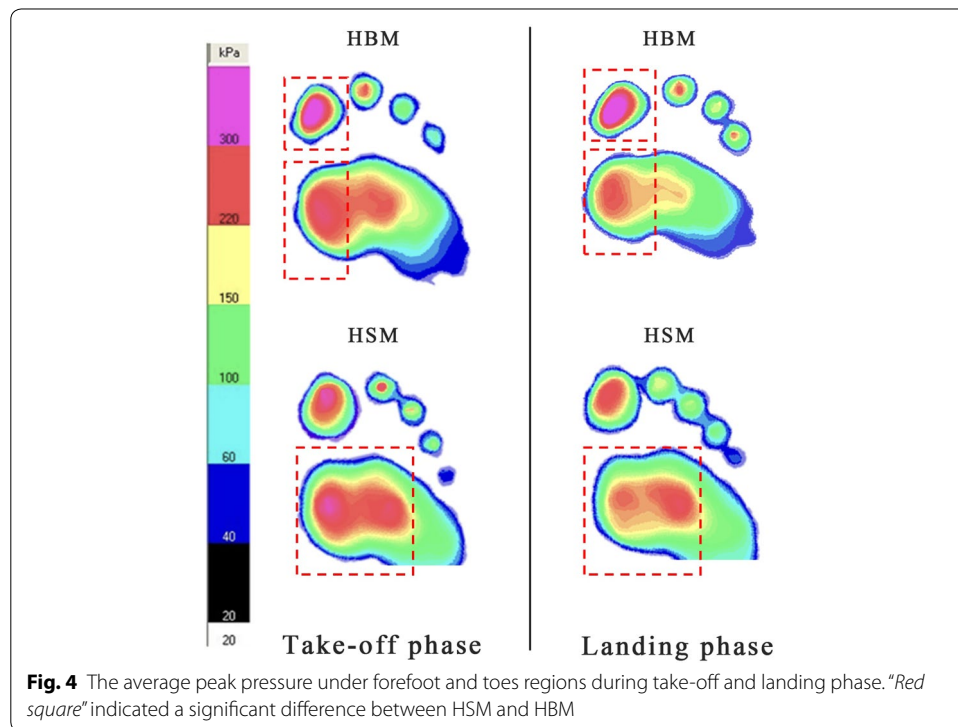 HBM
HBM
kPa
300
220
150
100
60
40
20
20
HSM
HSM
Take-off phase
Landing phase
Fig. 4 The average peak pressure under forefoot and toes regions during take-off and landing phase. “Red
square” indicated a significant difference between HSM and HBM